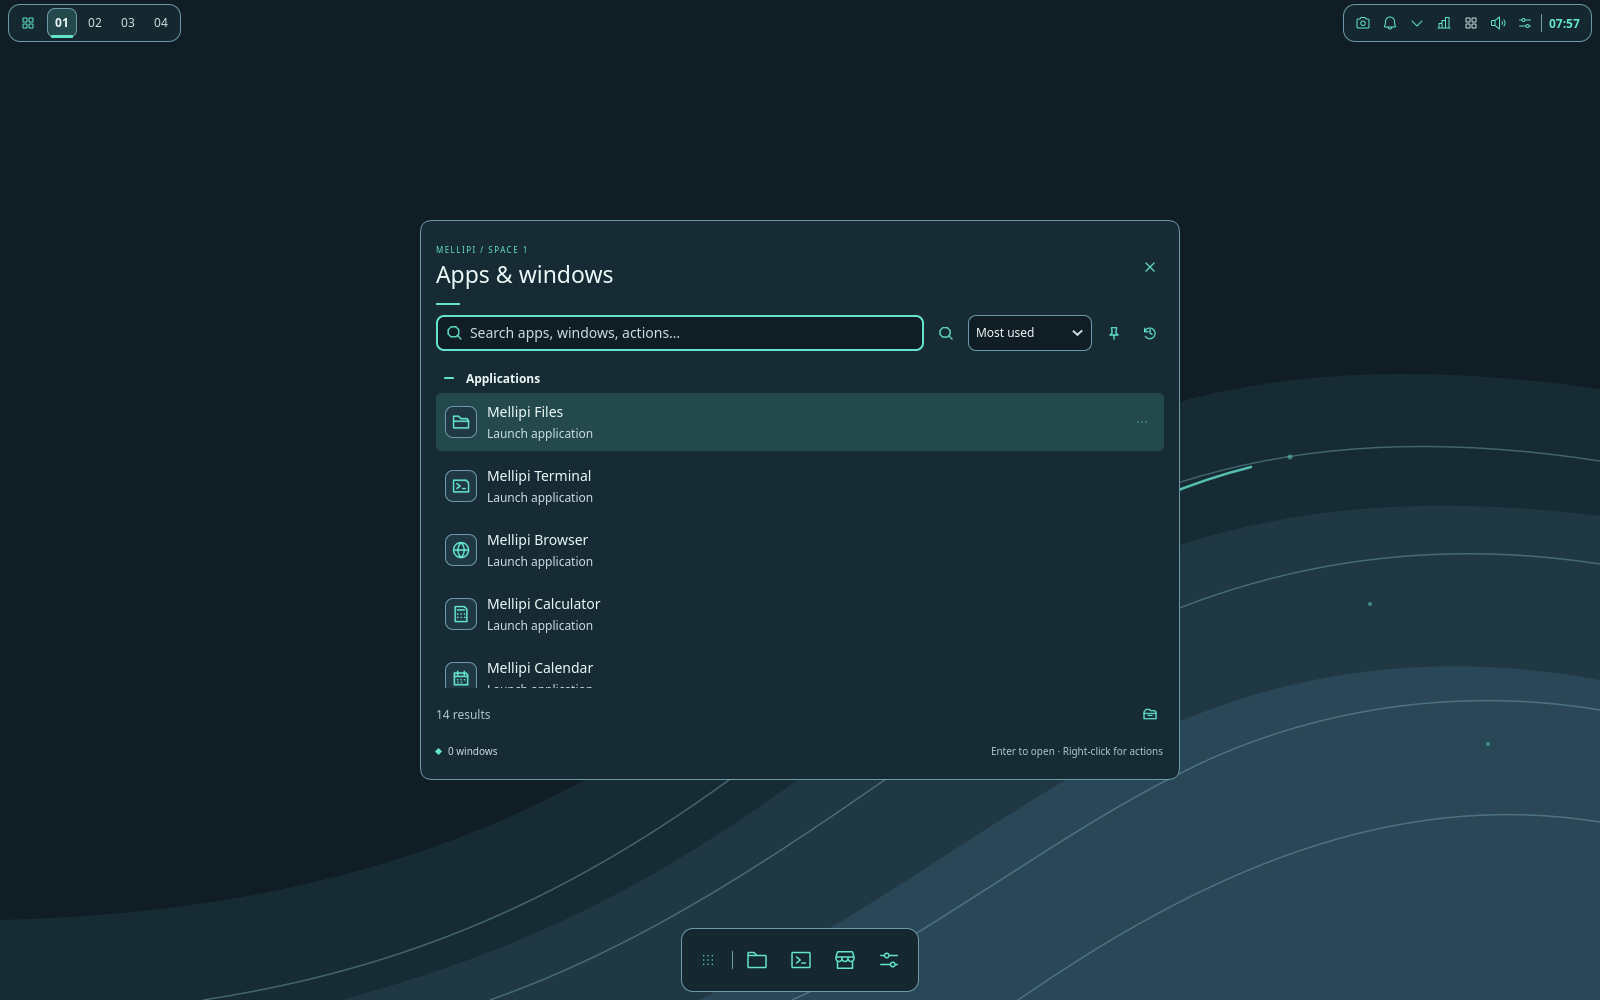 01 02 03 04
07:57
MELLIPI / SPACE 1
Apps & windows
Search apps, windows, actions...
Most used
Applications
Mellipi Files
Launch application
Mellipi Terminal
Launch application
Mellipi Browser
Launch application
Mellipi Calculator
Launch application
Mellipi Calendar
Launch application
14 results
0 windows
Enter to open · Right-click for actions